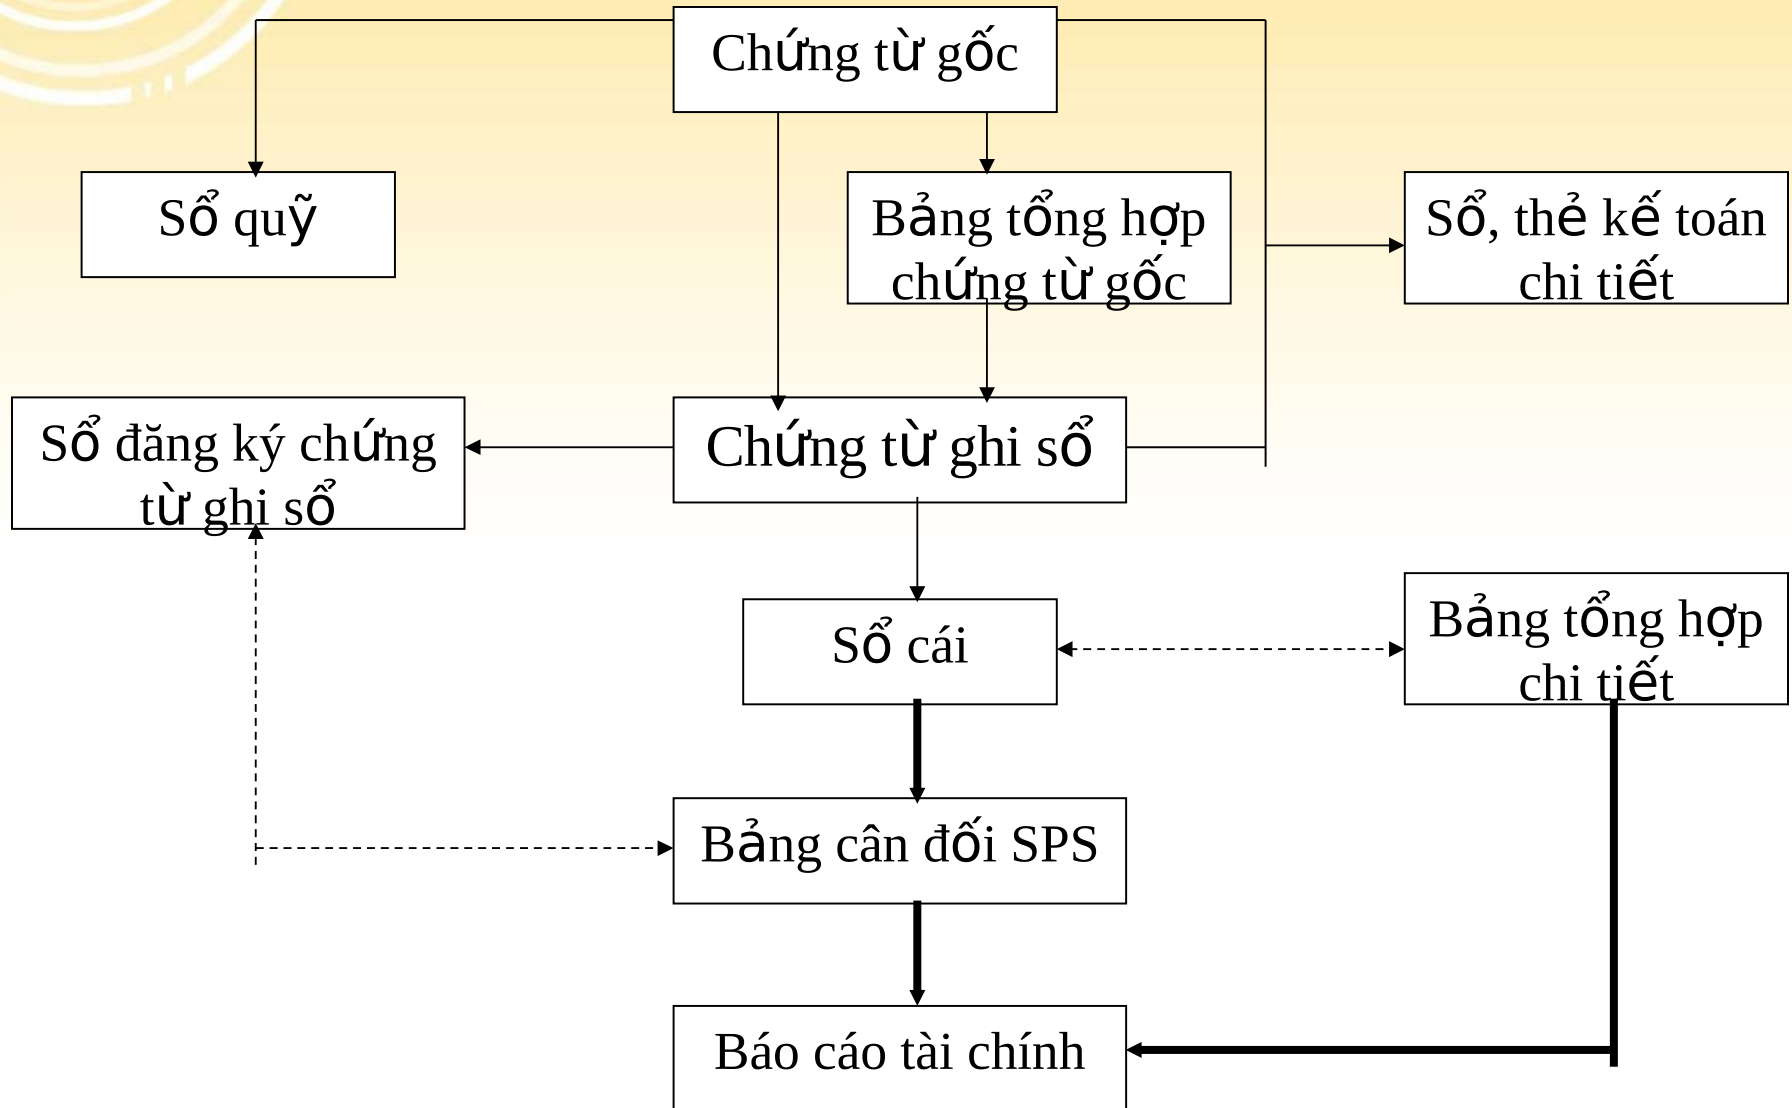 Chứng từ gốc
Sổ quỹ
Bảng tổng hợp
chứng từ gốc
Sổ, thẻ kế toán
chi tiết
Sổ đăng ký chứng
từ ghi sổ
Chứng từ ghi sổ
Sổ cái
Bảng tổng hợp
chi tiết
Bảng cân đối SPS
Báo cáo tài chính